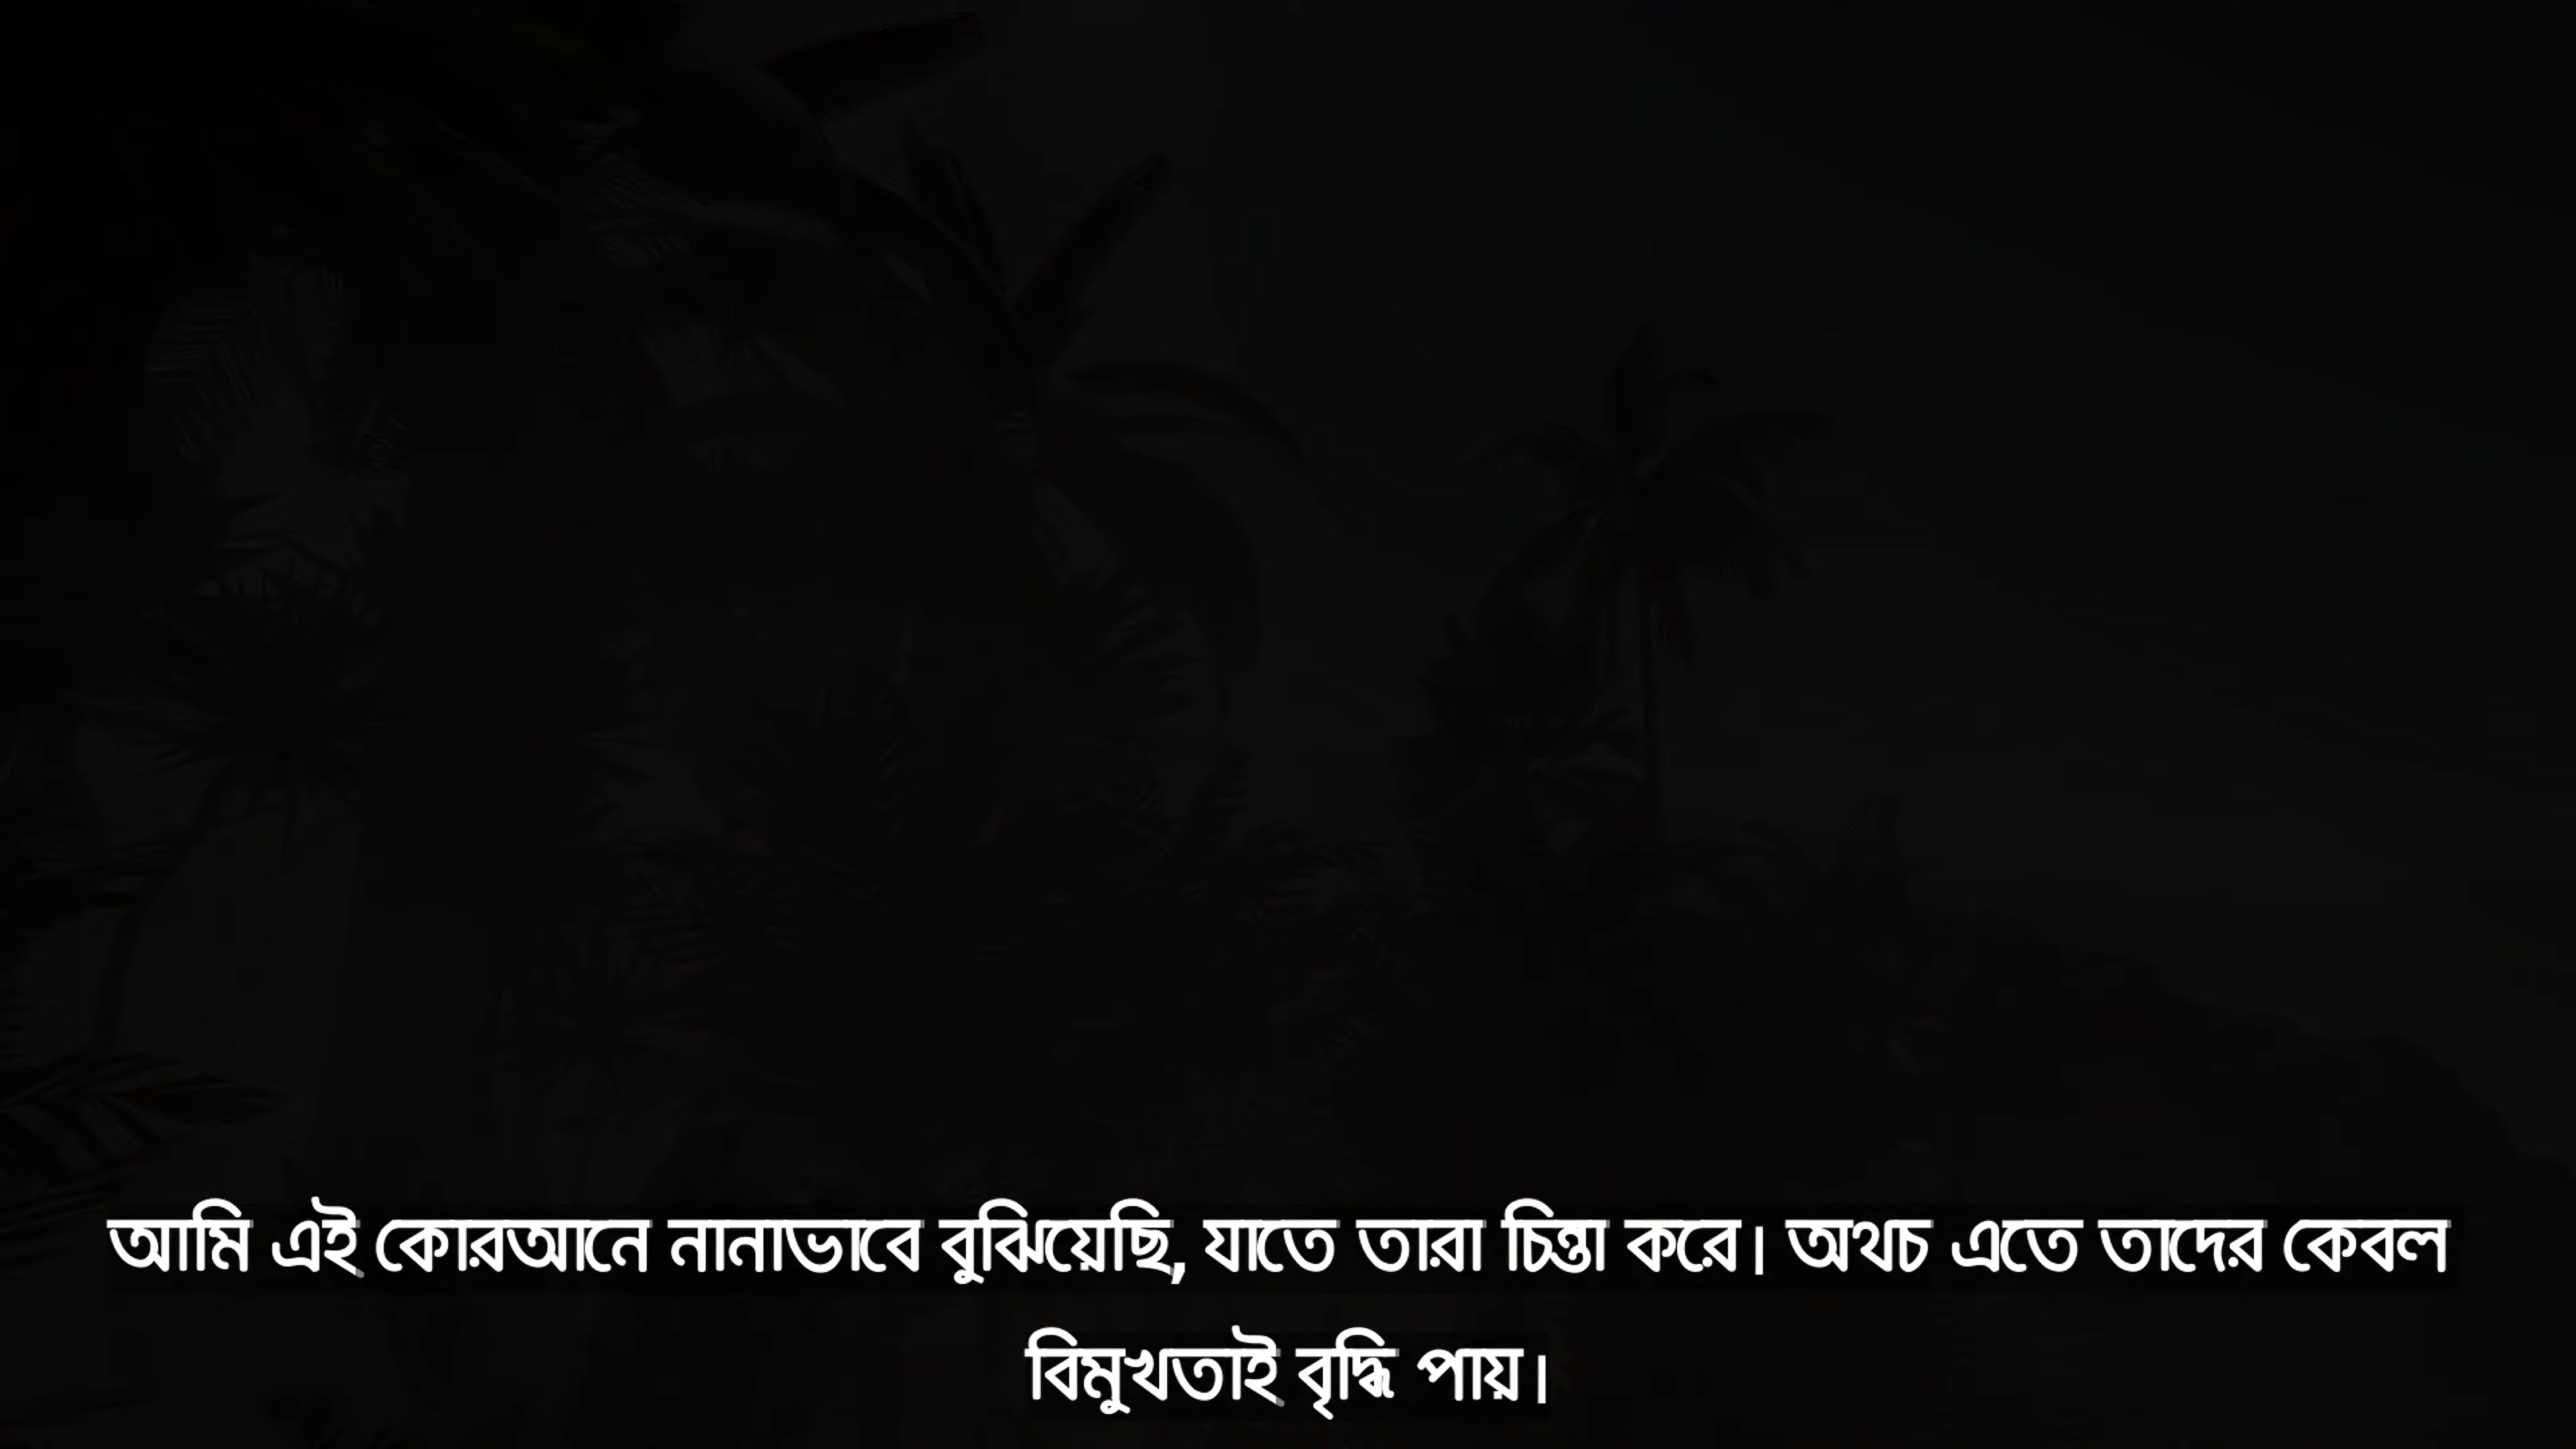 আমি এই কোরআনে নানাভাবে বুঝিয়েছি, যাতে তারা চিন্তা করে। অথচ এতে তাদের কেবল
বিমুখতাই বৃদ্ধি পায়।